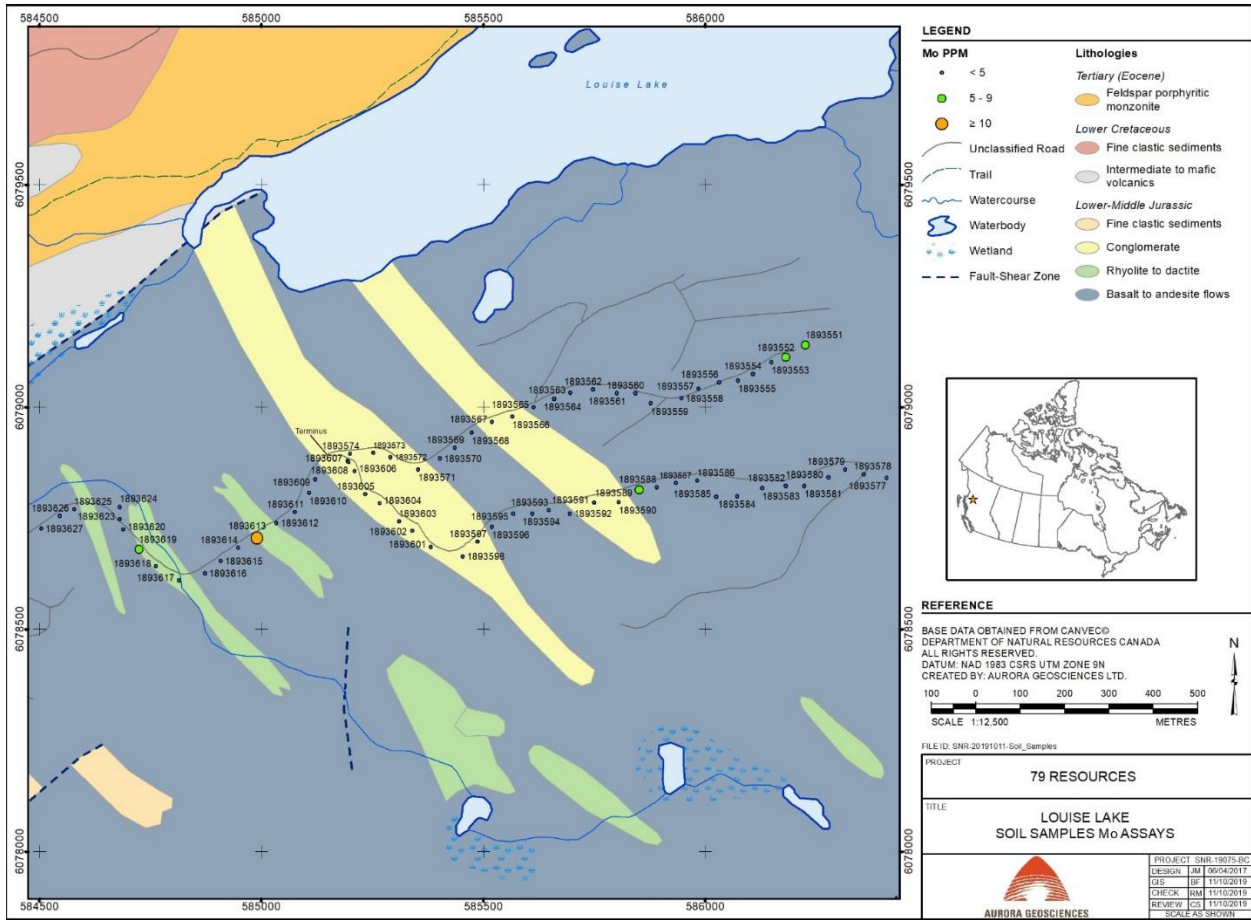 584500
585000
585500
586000
6079500
6079000
6078500
6078000
6079500
6079000
6078500
6078000
Louise Lake
1893551
1893552
1893553
1893554
1893555
1893556
1893557
1893558
1893559
1893560
1893561
1893562
1893563
1893564
1893565
1893566
1893567
1893568
1893569
1893570
1893571
1893572
1893573
1893574
Terminus
1893607
1893608
1893606
1893605
1893604
1893603
1893602
1893601
1893609
1893610
1893611
1893612
1893613
1893614
1893615
1893616
1893617
1893618
1893619
1893620
1893623
1893624
1893625
1893626
1893627
1893577
1893578
1893579
1893580
1893581
1893582
1893584
1893585
1893586
1893587
1893588
1893589
1893590
1893591
1893592
1893593
1893594
1893595
1893596
1893597
1893598
584500
585000
585500
586000
LEGEND
Mo PPM
< 5
5 - 9
≥ 10
Unclassified Road
Trail
Watercourse
Waterbody
Wetland
Fault-Shear Zone
Lithologies
Tertiary (Eocene)
Feldspar porphyritic
monzonite
Lower Cretaceous
Fine clastic sediments
Intermediate to mafic
volcanics
Lower-Middle Jurassic
Fine clastic sediments
Conglomerate
Rhyolite to dactite
Basalt to andesite flows
REFERENCE
BASE DATA OBTAINED FROM CANVEC©
DEPARTMENT OF NATURAL RESOURCES CANADA
ALL RIGHTS RESERVED.
DATUM: NAD 1983 CSRS UTM ZONE 9N
CREATED BY: AURORA GEOSCIENCES LTD.
N
100 0 100 200 300 400 500
SCALE 1:12,500 METRES
FILE ID: SNR-20191011-Soil_Samples
PROJECT
79 RESOURCES
TITLE
LOUISE LAKE
SOIL SAMPLES Mo ASSAYS
AURORA GEOSCIENCES
PROJECT SNR-19075-BC
DESIGN JM 06/04/2017
GIS BF 11/10/2019
CHECK RM 11/10/2019
REVIEW CS 11/10/2019
SCALE AS SHOWN